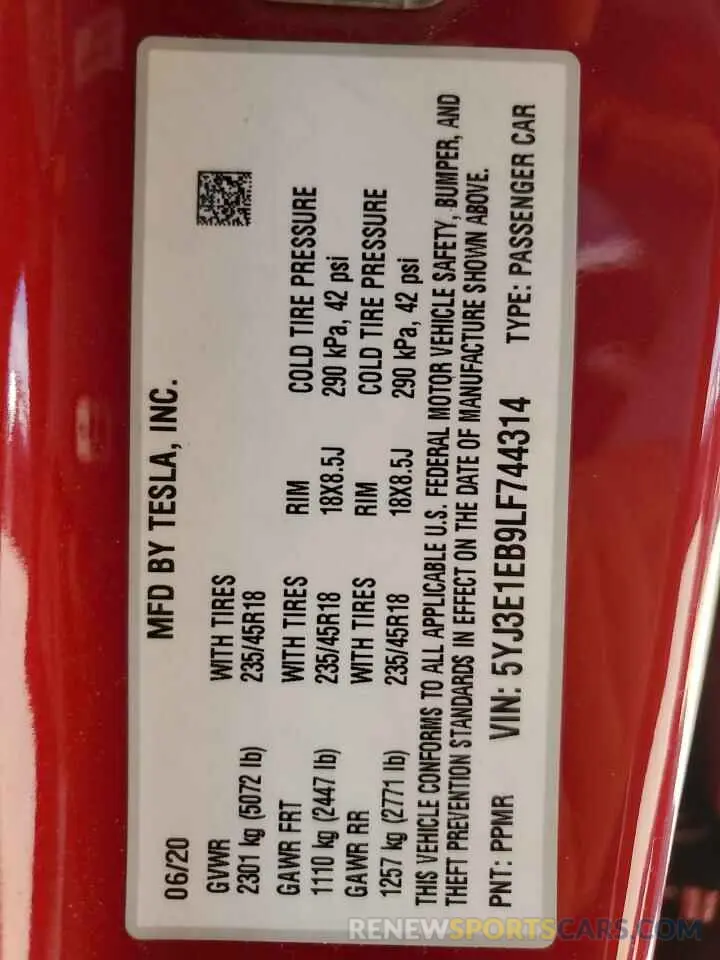 MFD BY TESLA, INC.
06/20
GVWR WITH TIRES
2301 kg (5072 lb) 235/45R18
GAWR FRT WITH TIRES RIM COLD TIRE PRESSURE
1110 kg (2447 lb) 235/45R18 18X8.5J 290 kPa, 42 psi
GAWR RR WITH TIRES RIM COLD TIRE PRESSURE
1257 kg (2771 lb) 235/45R18 18X8.5J 290 kPa, 42 psi
THIS VEHICLE CONFORMS TO ALL APPLICABLE U.S. FEDERAL MOTOR VEHICLE SAFETY, BUMPER, AND
THEFT PREVENTION STANDARDS IN EFFECT ON THE DATE OF MANUFACTURE SHOWN ABOVE.
PNT: PPMR VIN: 5YJ3E1EB9LF744314 TYPE: PASSENGER CAR
RENEWSPORTSCARS.COM